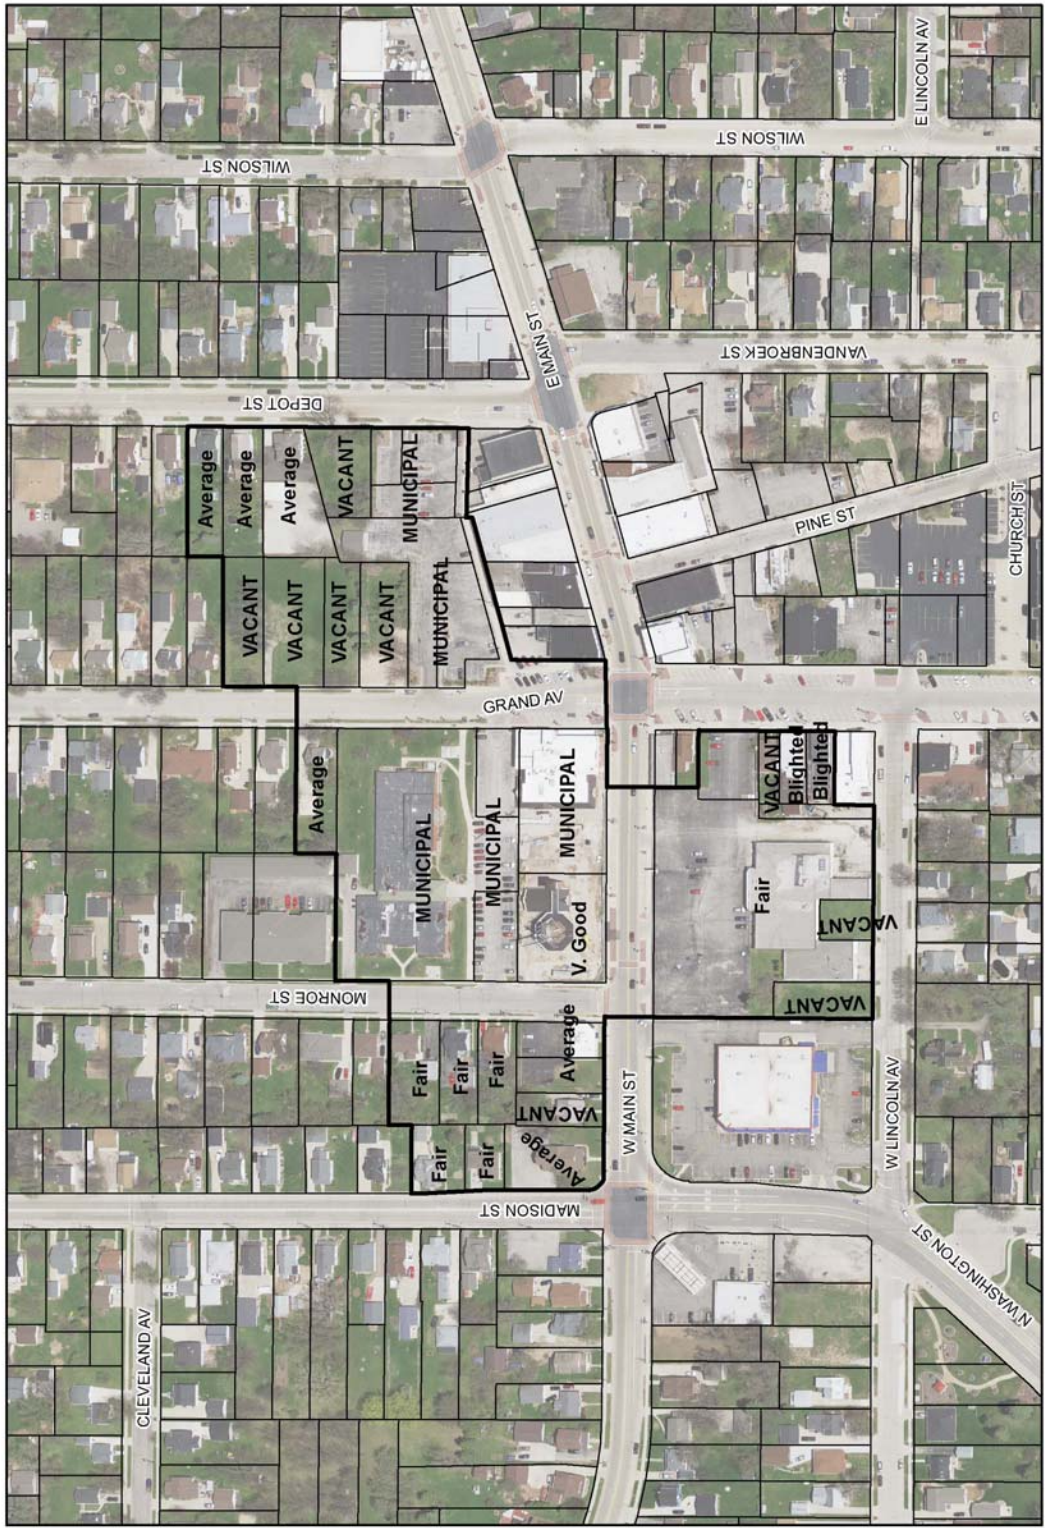 WILSON ST
WILSON ST
E LINCOLN AV
E MAIN ST
VANDENBROEK ST
DEPOT ST
Average
Average
Average
VACANT
MUNICIPAL
PINE ST
CHURCH ST
VACANT
VACANT
VACANT
VACANT
MUNICIPAL
GRAND AV
Average
MUNICIPAL
MUNICIPAL
MUNICIPAL
V. Good
VACANT
Blighted
Blighted
Fair
VACANT
VACANT
MONROE ST
Fair
Fair
Fair
Average
VACANT
Fair
Fair
Average
W MAIN ST
W LINCOLN AV
MADISON ST
N WASHINGTON ST
CLEVELAND AV